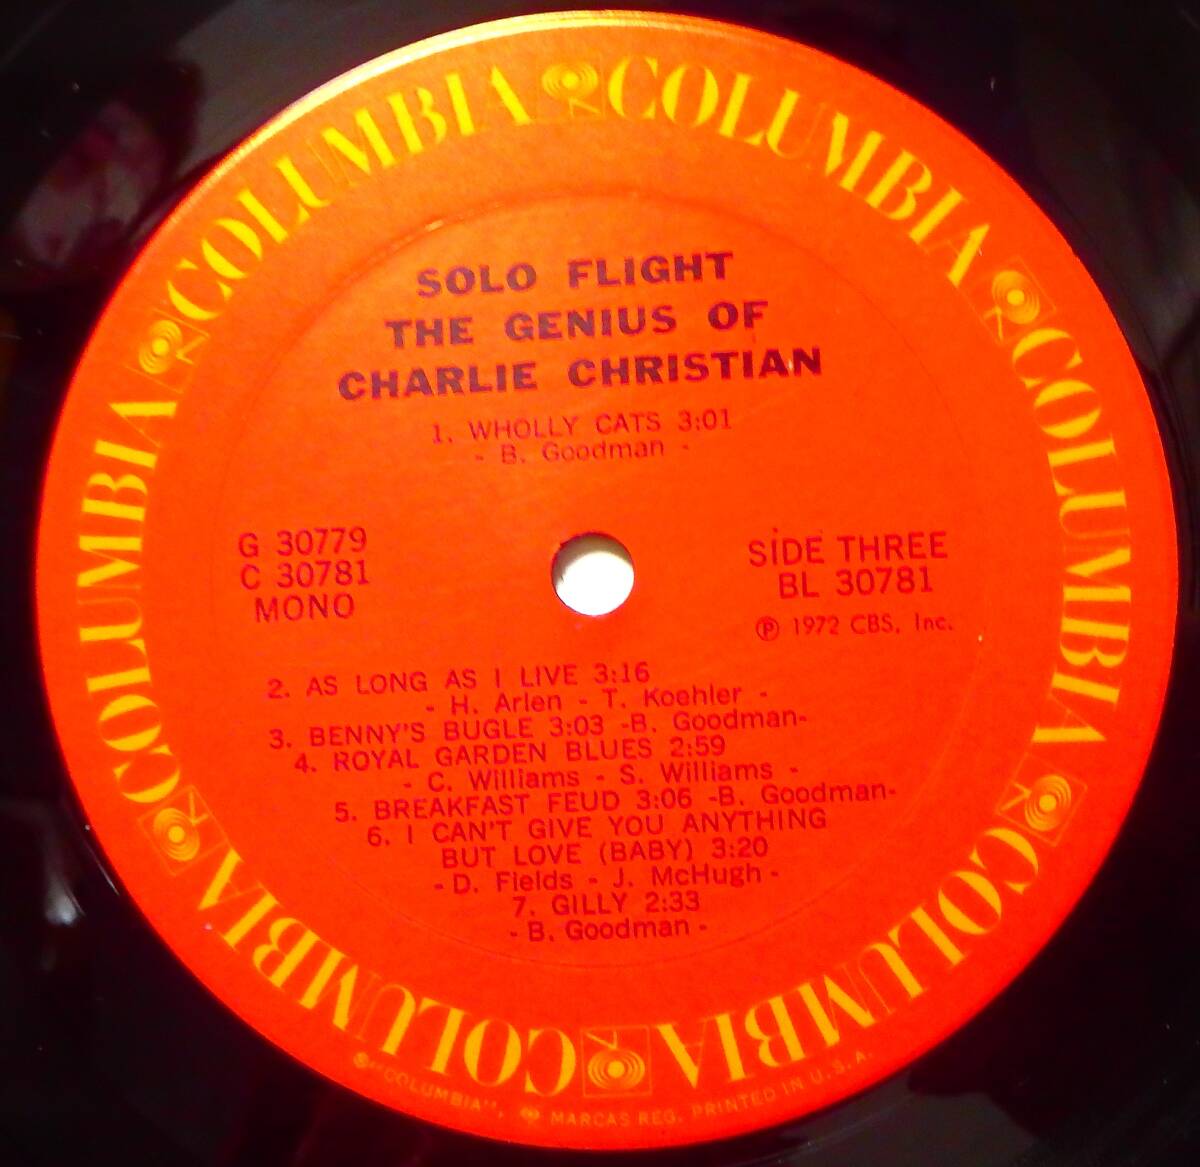 COLUMBIA COLUMBIA COLUMBIA COLUMBIA COLUMBIA COLUMBIA
SOLO FLIGHT
THE GENIUS OF
CHARLIE CHRISTIAN
1. WHOLLY CATS 3:01
- B. Goodman -
G 30779
C 30781
MONO
SiDE THREE
BL 30781
Ⓟ 1972 CBS, Inc.
2. AS LONG AS I LIVE 3:16
- H. Arlen - T. Koehler -
3. BENNY'S BUGLE 3:03 -B. Goodman-
4. ROYAL GARDEN BLUES 2:59
- C. Williams - S. Williams -
5. BREAKFAST FEUD 3:06 -B. Goodman-
6. I CAN'T GIVE YOU ANYTHING
BUT LOVE (BABY) 3:20
- D. Fields - J. McHugh -
7. GILLY 2:33
- B. Goodman -
"COLUMBIA", MARCAS REG. PRINTED IN U.S.A.